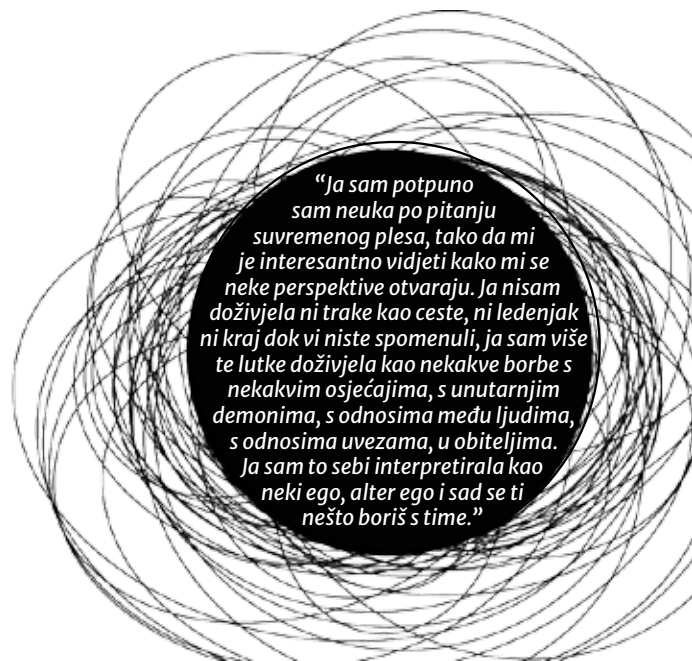 “Ja sam potpuno
sam neuka po pitanju
suvremenog plesa, tako da mi
je interesantno vidjeti kako mi se
neke perspektive otvaraju. Ja nisam
doživjela ni trake kao ceste, ni ledenjak
ni kraj dok vi niste spomenuli, ja sam više
te lutke doživjela kao nekakve borbe s
nekakvim osjećajima, s unutarnjim
demonima, s odnosima među ljudima,
s odnosima uvezama, u obiteljima.
Ja sam to sebi interpretirala kao
neki ego, alter ego i sad se ti
nešto boriš s time.”